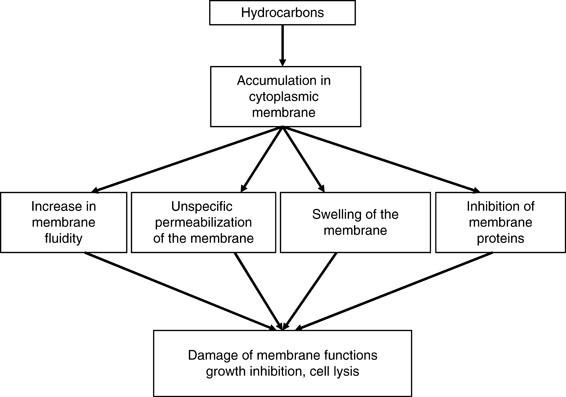 Hydrocarbons
Accumulation in
cytoplasmic
membrane
Increase in
membrane
fluidity
Unspecific
permeabilization
of the membrane
Swelling of the
membrane
Inhibition of
membrane
proteins
Damage of membrane functions
growth inhibition, cell lysis